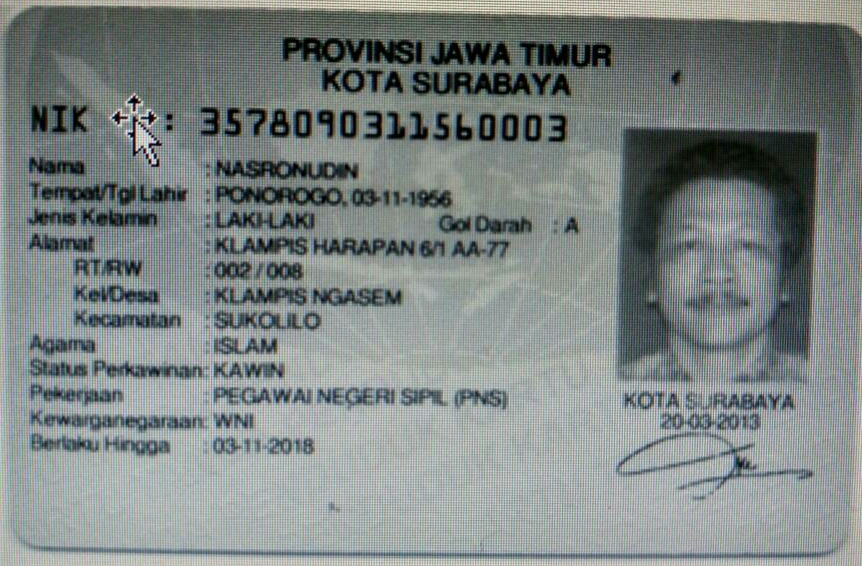 PROVINSI JAWA TIMUR
KOTA SURABAYA
NIK : 3578090311560003
Nama : NASRONUDIN
Tempat/Tgl Lahir : PONOROGO, 03-11-1956
Jenis Kelamin : LAKI-LAKI Gol Darah : A
Alamat : KLAMPIS HARAPAN 6/1 AA-77
RT/RW : 002 / 008
Kel/Desa : KLAMPIS NGASEM
Kecamatan : SUKOLILO
Agama : ISLAM
Status Perkawinan: KAWIN
Pekerjaan : PEGAWAI NEGERI SIPIL (PNS)
Kewarganegaraan: WNI
Berlaku Hingga : 03-11-2018
KOTA SURABAYA
20-03-2013